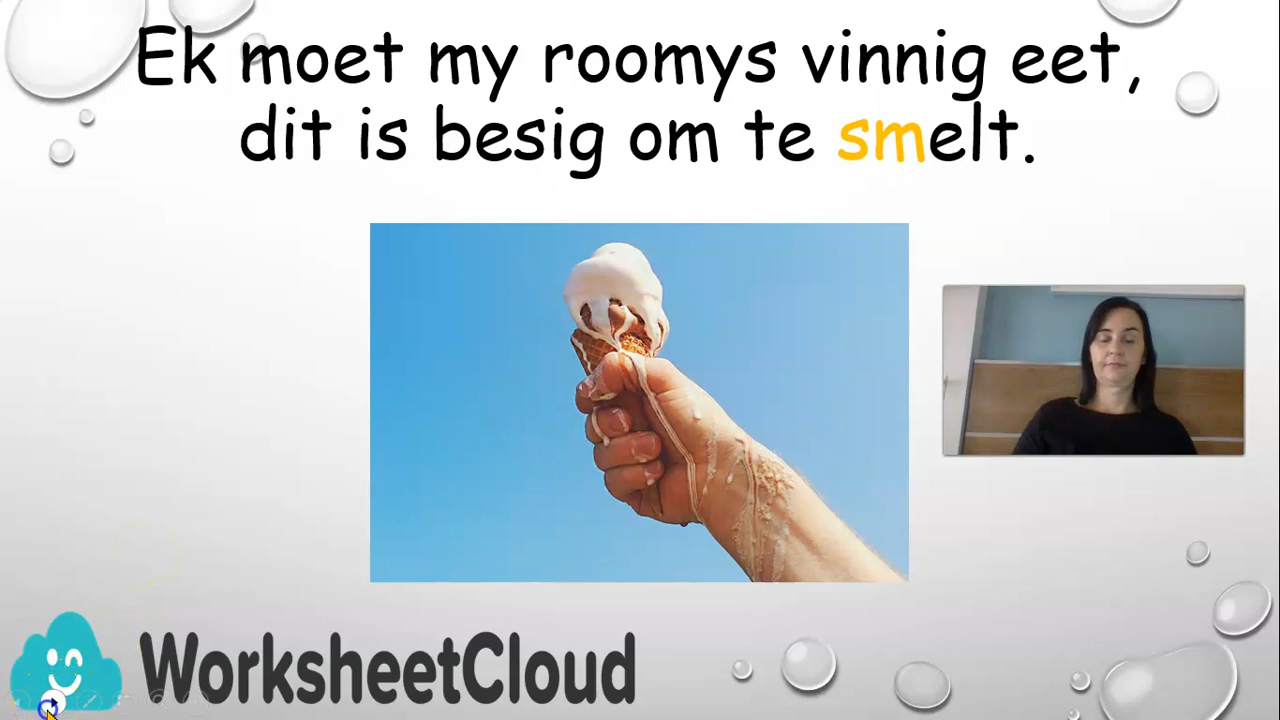 Ek moet my roomys vinnig eet,
dit is besig om te smelt.
WorksheetCloud